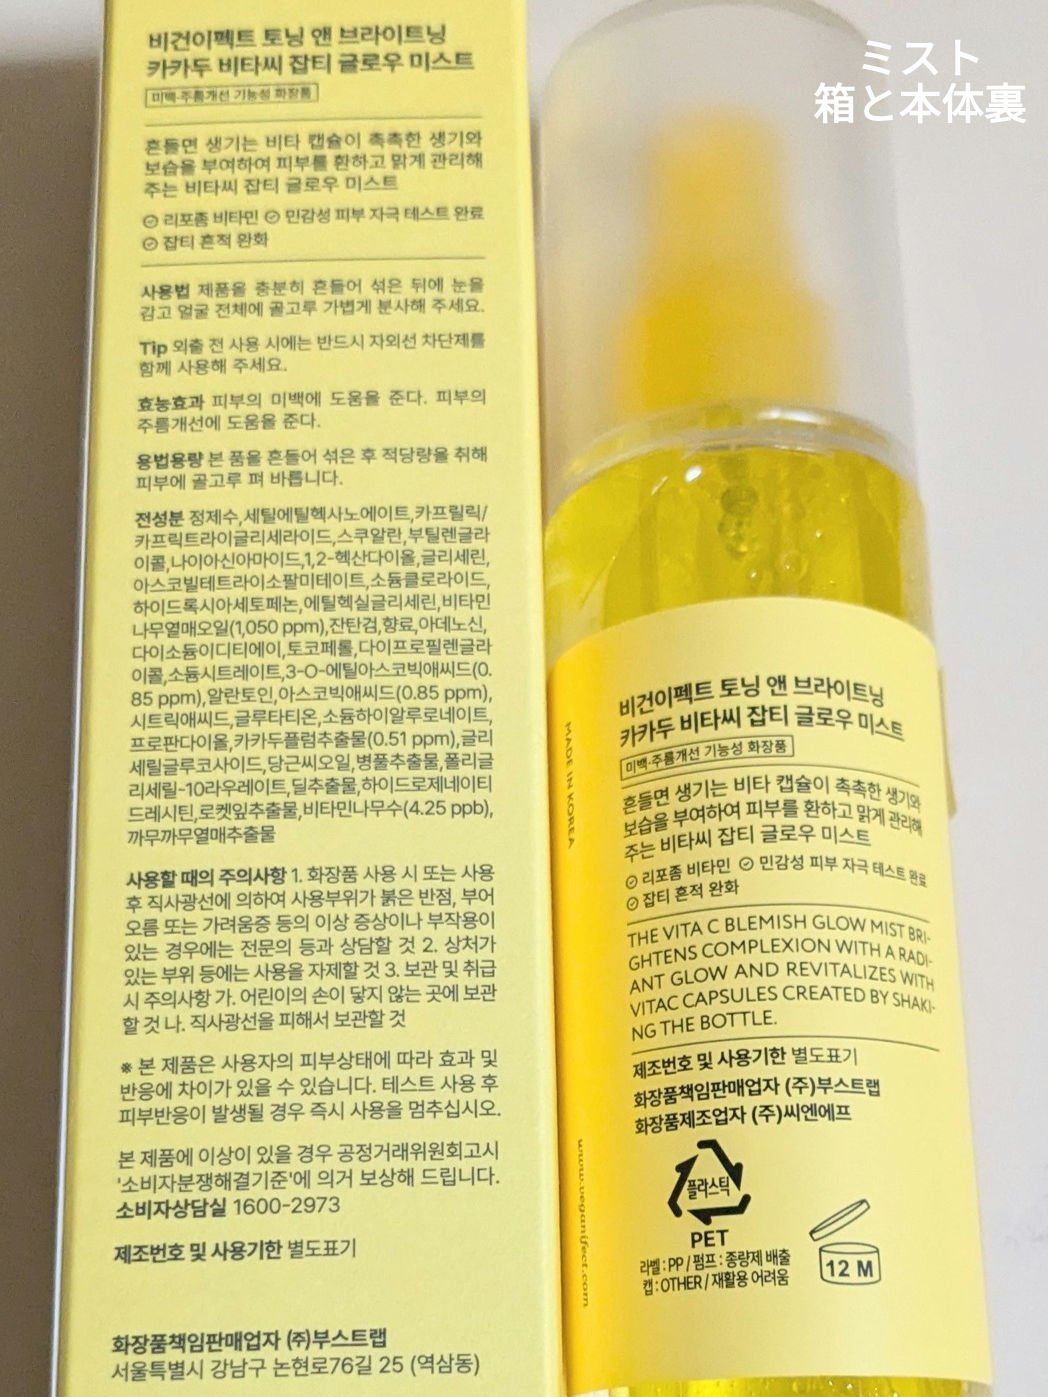 ミスト
箱と本体裏
비건이펙트 토닝 앤 브라이트닝
카카두 비타씨 잡티 글로우 미스트
미백·주름개선 기능성 화장품
흔들면 생기는 비타 캡슐이 촉촉한 생기와
보습을 부여하여 피부를 환하고 맑게 관리해
주는 비타씨 잡티 글로우 미스트
리포좀 비타민 민감성 피부 자극 테스트 완료
잡티 흔적 완화
사용법 제품을 충분히 흔들어 섞은 뒤에 눈을
감고 얼굴 전체에 골고루 가볍게 분사해 주세요.
Tip 외출 전 사용 시에는 반드시 자외선 차단제를
함께 사용해 주세요.
효능효과 피부의 미백에 도움을 준다. 피부의
주름개선에 도움을 준다.
용법용량 본 품을 흔들어 섞은 후 적당량을 취해
피부에 골고루 펴 바릅니다.
전성분 정제수,세틸에틸헥사노에이트,카프릴릭/
카프릭트라이글리세라이드,스쿠알란,부틸렌글라
이콜,나이아신아마이드,1,2-헥산다이올,글리세린,
아스코빌테트라이소팔미테이트,소듐클로라이드,
하이드록시아세토페논,에틸헥실글리세린,비타민
나무열매오일(1,050 ppm),잔탄검,향료,아데노신,
다이소듐이디티에이,토코페롤,다이프로필렌글라
이콜,소듐시트레이트,3-O-에틸아스코빅애씨드(0.
85 ppm),알란토인,아스코빅애씨드(0.85 ppm),
시트릭애씨드,글루타티온,소듐하이알루로네이트,
프로판다이올,카카두플럼추출물(0.51 ppm),글리
세릴글루코사이드,당근씨오일,병풀추출물,폴리글
리세릴-10라우레이트,딜추출물,하이드로제네이티
드레시틴,로켓잎추출물,비타민나무수(4.25 ppb),
까무까무열매추출물
사용할 때의 주의사항 1. 화장품 사용 시 또는 사용
후 직사광선에 의하여 사용부위가 붉은 반점, 부어
오름 또는 가려움증 등의 이상 증상이나 부작용이
있는 경우에는 전문의 등과 상담할 것 2. 상처가
있는 부위 등에는 사용을 자제할 것 3. 보관 및 취급
시 주의사항 가. 어린이의 손이 닿지 않는 곳에 보관
할 것 나. 직사광선을 피해서 보관할 것
※ 본 제품은 사용자의 피부상태에 따라 효과 및
반응에 차이가 있을 수 있습니다. 테스트 사용 후
피부반응이 발생될 경우 즉시 사용을 멈추십시오.
본 제품에 이상이 있을 경우 공정거래위원회고시
'소비자분쟁해결기준'에 의거 보상해 드립니다.
소비자상담실 1600-2973
제조번호 및 사용기한 별도표기
화장품책임판매업자 (주)부스트랩
서울특별시 강남구 논현로76길 25 (역삼동)
MADE IN KOREA
www.veganifect.com
비건이펙트 토닝 앤 브라이트닝
카카두 비타씨 잡티 글로우 미스트
미백·주름개선 기능성 화장품
흔들면 생기는 비타 캡슐이 촉촉한 생기와
보습을 부여하여 피부를 환하고 맑게 관리해
주는 비타씨 잡티 글로우 미스트
리포좀 비타민 민감성 피부 자극 테스트 완료
잡티 흔적 완화
THE VITA C BLEMISH GLOW MIST BRI-
GHTENS COMPLEXION WITH A RADI-
ANT GLOW AND REVITALIZES WITH
VITAC CAPSULES CREATED BY SHAKI-
NG THE BOTTLE.
제조번호 및 사용기한 별도표기
화장품책임판매업자 (주)부스트랩
화장품제조업자 (주)씨엔에프
플라스틱
PET
라벨 : PP / 펌프 : 종량제 배출
캡 : OTHER / 재활용 어려움
12 M